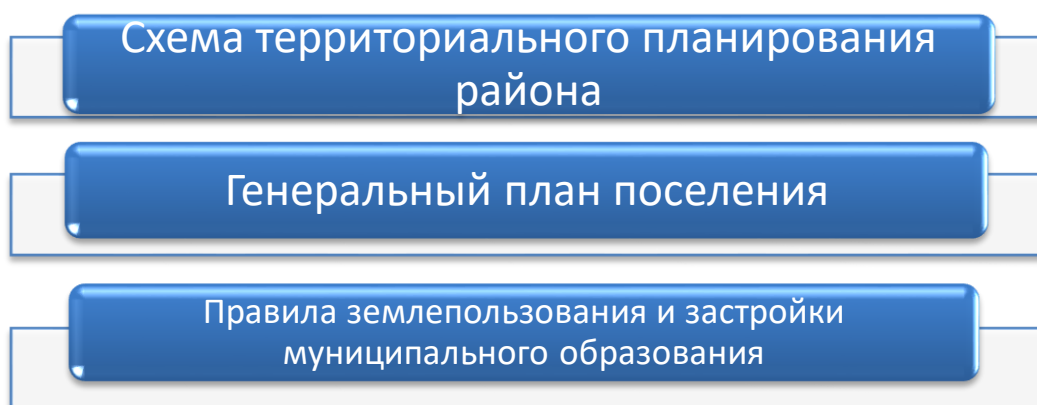 Схема территориального планирования
района
Генеральный план поселения
Правила землепользования и застройки
муниципального образования